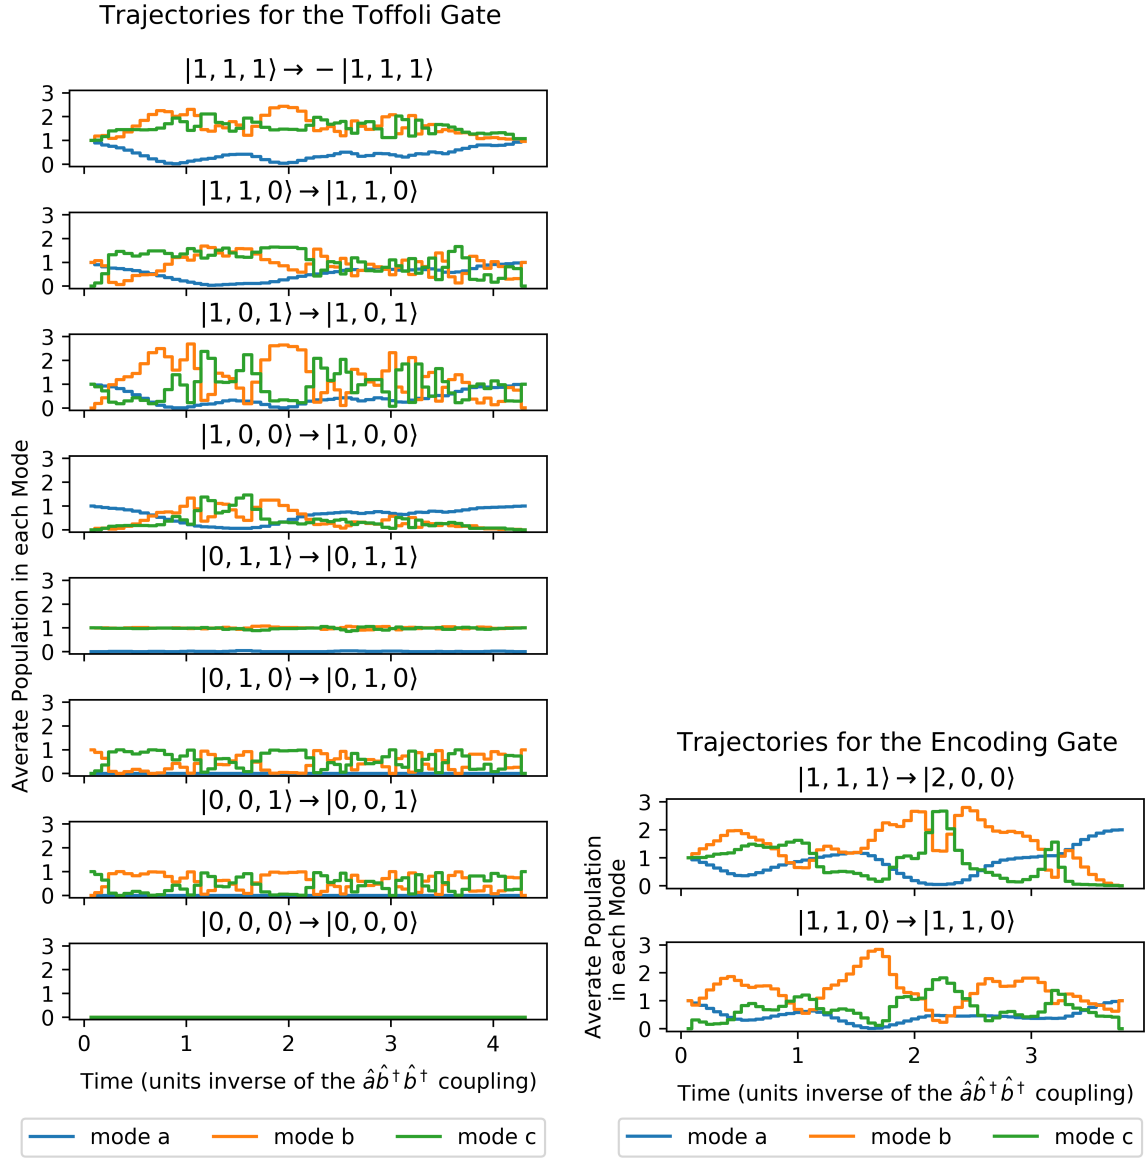 Trajectories for the Toffoli Gate
|1, 1, 1⟩ → − |1, 1, 1⟩
3
2
1
0
|1, 1, 0⟩ → |1, 1, 0⟩
3
2
1
0
|1, 0, 1⟩ → |1, 0, 1⟩
3
2
1
0
|1, 0, 0⟩ → |1, 0, 0⟩
3
2
1
0
|0, 1, 1⟩ → |0, 1, 1⟩
3
2
1
0
|0, 1, 0⟩ → |0, 1, 0⟩
3
2
1
0
|0, 0, 1⟩ → |0, 0, 1⟩
3
2
1
0
|0, 0, 0⟩ → |0, 0, 0⟩
3
2
1
0
0 1 2 3 4
Averate Population in each Mode
Time (units inverse of the âb̂†b̂† coupling)
mode a mode b mode c
Trajectories for the Encoding Gate
|1, 1, 1⟩ → |2, 0, 0⟩
3
2
1
0
|1, 1, 0⟩ → |1, 1, 0⟩
3
2
1
0
0 1 2 3
Averate Population
in each Mode
Time (units inverse of the âb̂†b̂† coupling)
mode a mode b mode c